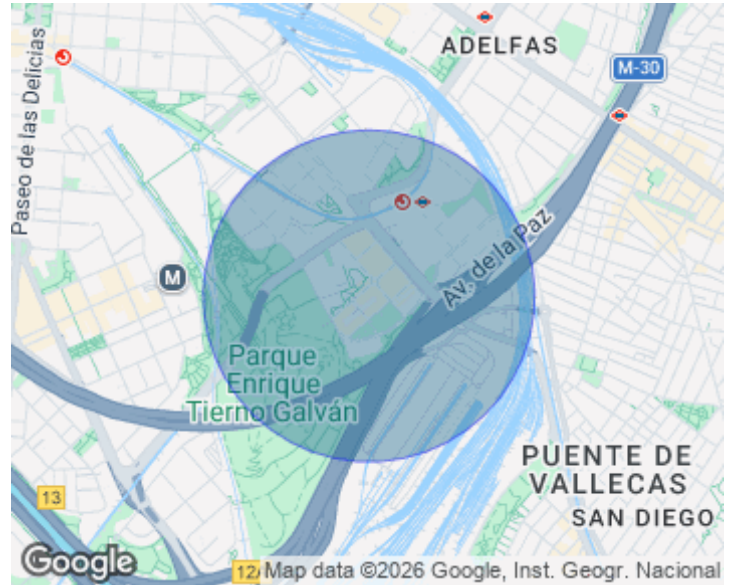 ADELFAS
M-30
Paseo de las Delicias
Av. de la Paz
M
Parque
Enrique
Tierno Galván
PUENTE DE
VALLECAS
SAN DIEGO
13
12
Google
Map data ©2026 Google, Inst. Geogr. Nacional